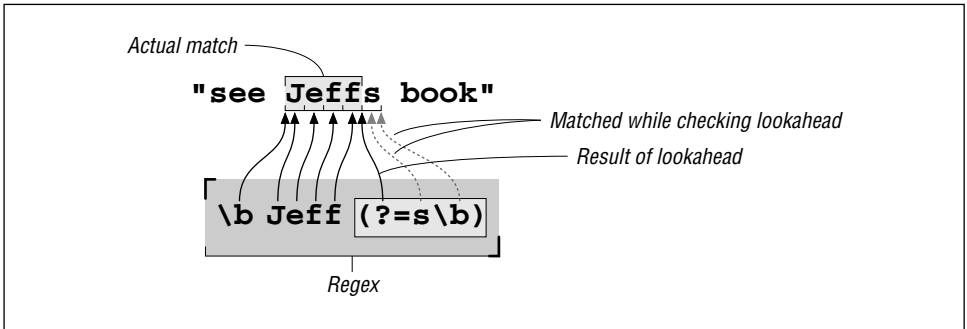 Actual match
"see Jeffs book"
Matched while checking lookahead
Result of lookahead
\b Jeff (?=s\b)
Regex